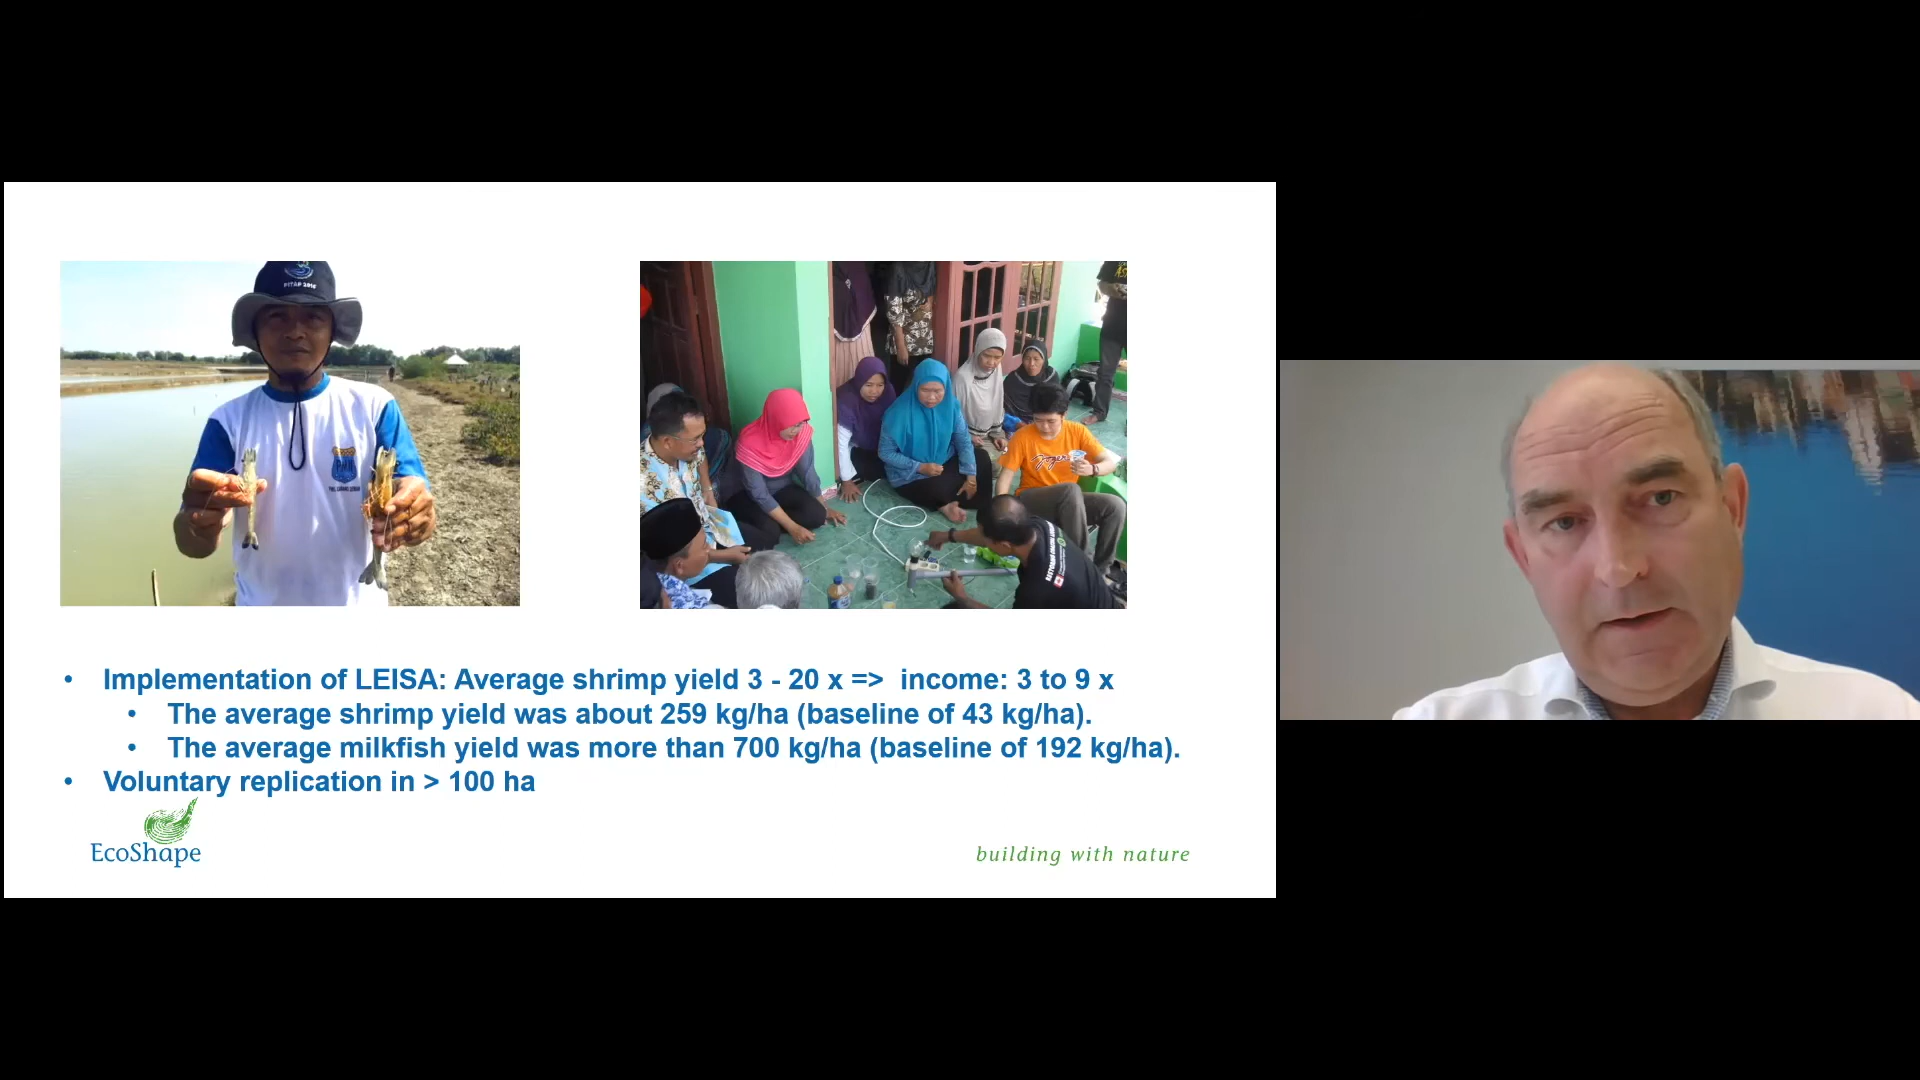 PITAP 2016
• Implementation of LEISA: Average shrimp yield 3 - 20 x => income: 3 to 9 x
• The average shrimp yield was about 259 kg/ha (baseline of 43 kg/ha).
• The average milkfish yield was more than 700 kg/ha (baseline of 192 kg/ha).
• Voluntary replication in > 100 ha
EcoShape
building with nature